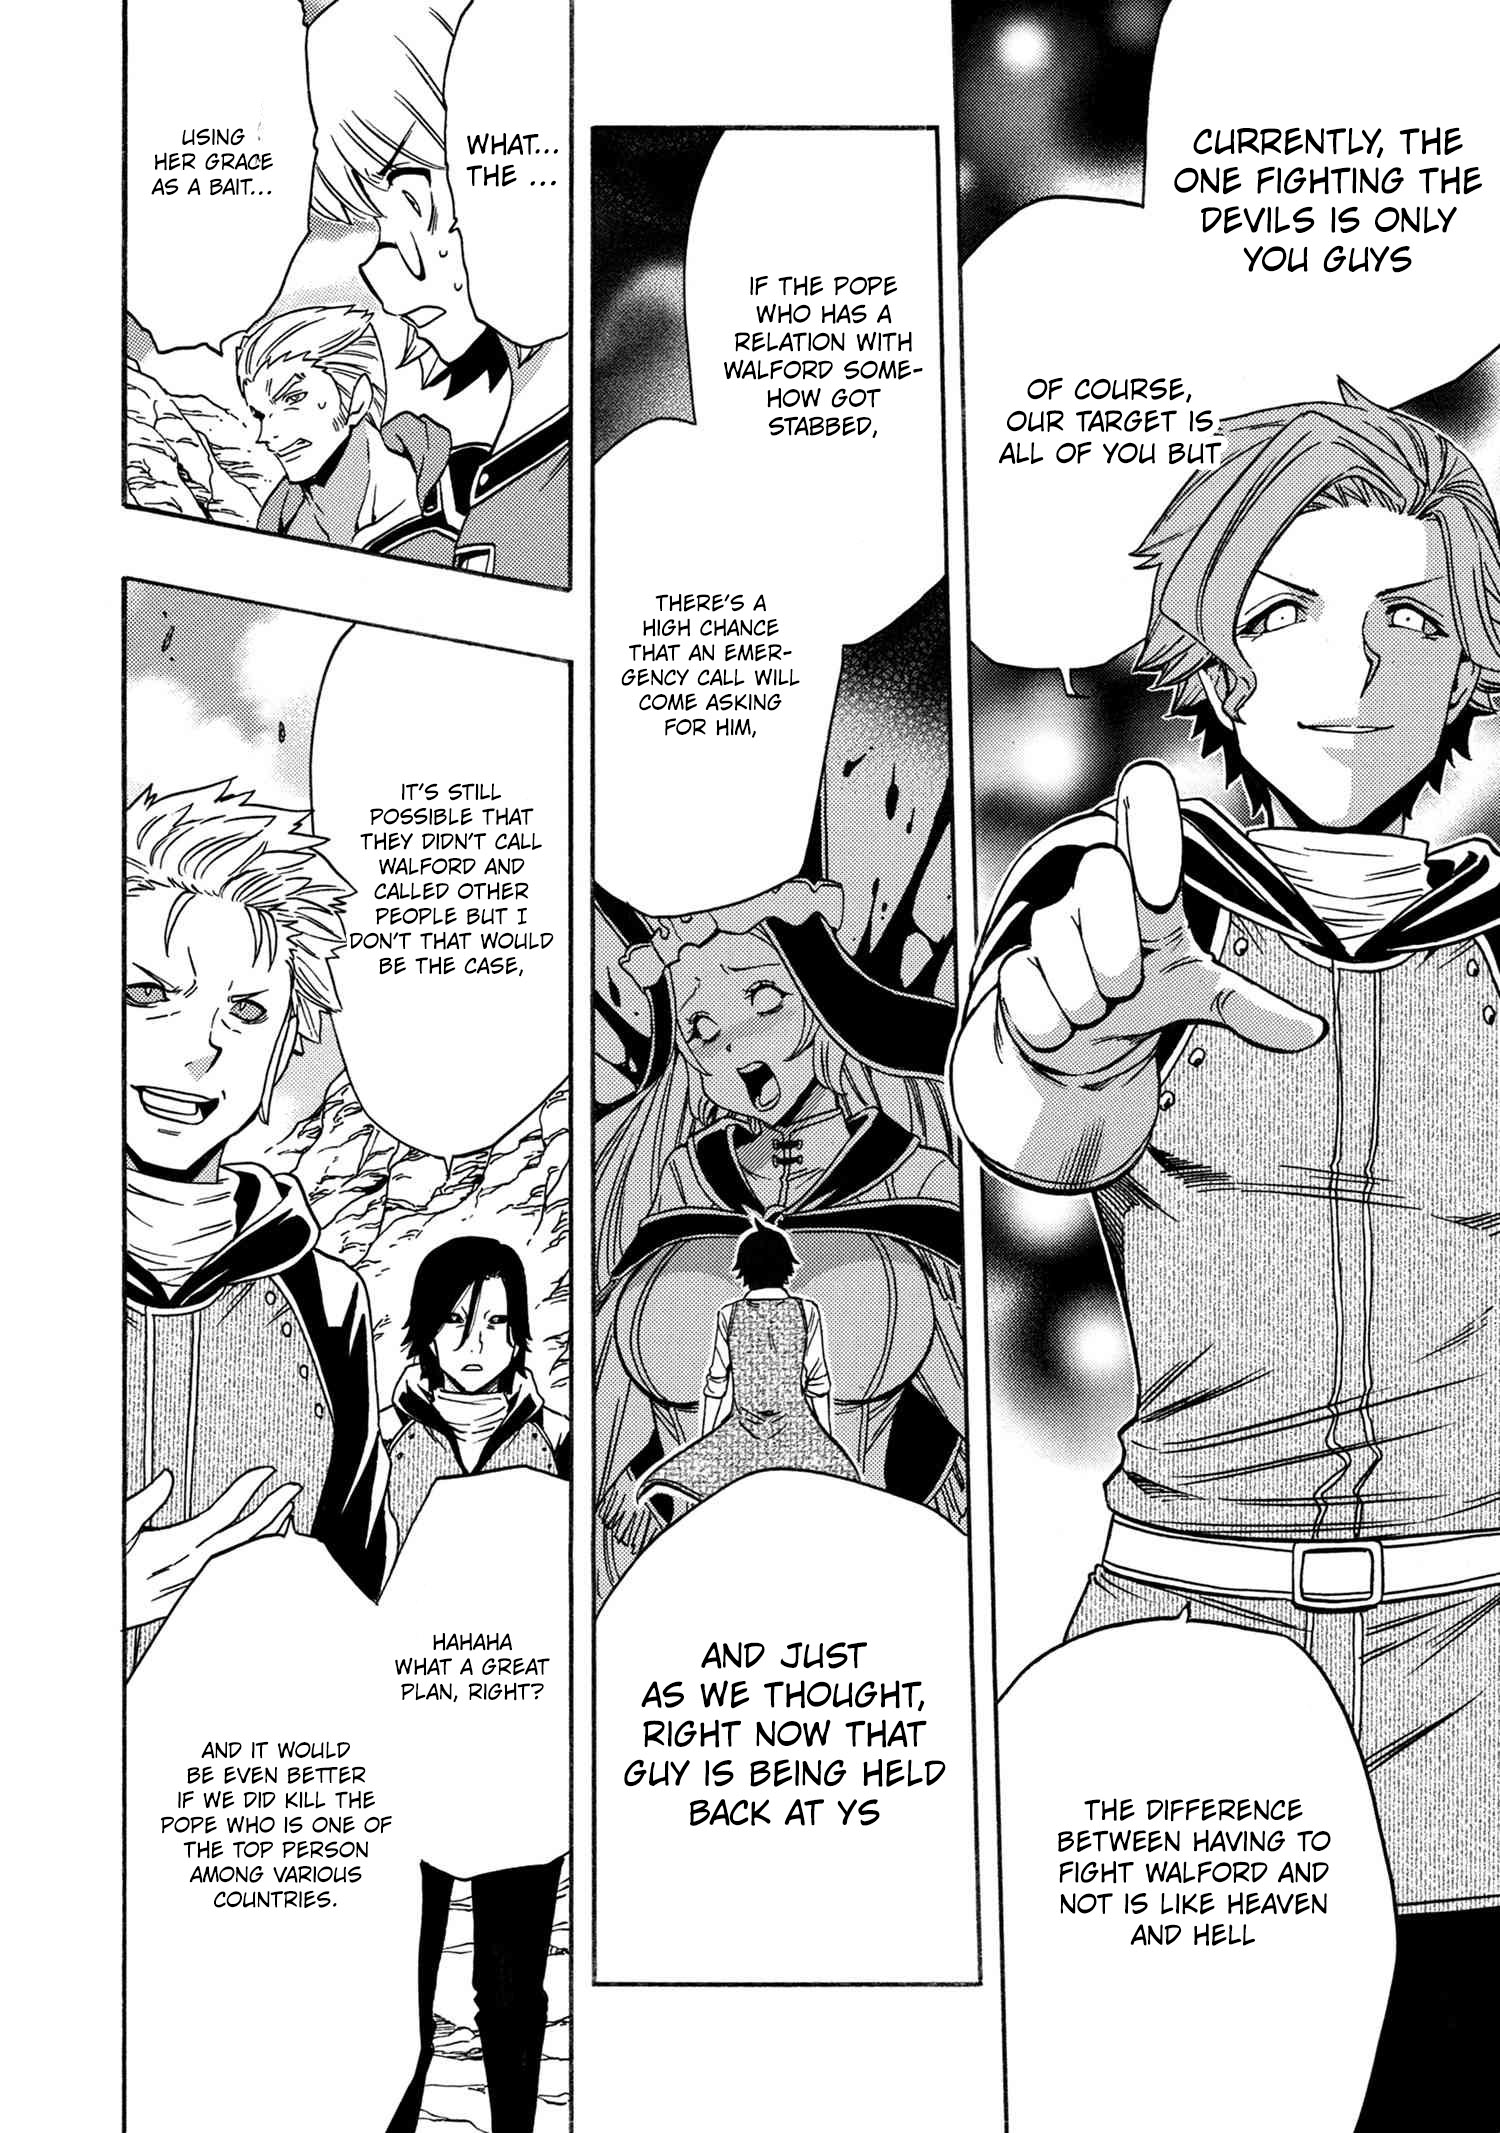 CURRENTLY, THE
ONE FIGHTING THE
DEVILS IS ONLY
YOU GUYS
OF COURSE,
OUR TARGET IS
ALL OF YOU BUT
THE DIFFERENCE
BETWEEN HAVING TO
FIGHT WALFORD AND
NOT IS LIKE HEAVEN
AND HELL
IF THE POPE
WHO HAS A
RELATION WITH
WALFORD SOME-
HOW GOT
STABBED,
THERE'S A
HIGH CHANCE
THAT AN EMER-
GENCY CALL WILL
COME ASKING
FOR HIM,
AND JUST
AS WE THOUGHT,
RIGHT NOW THAT
GUY IS BEING HELD
BACK AT YS
WHAT...
THE ...
USING
HER GRACE
AS A BAIT...
IT'S STILL
POSSIBLE THAT
THEY DIDN'T CALL
WALFORD AND
CALLED OTHER
PEOPLE BUT I
DON'T THAT WOULD
BE THE CASE,
HAHAHA
WHAT A GREAT
PLAN, RIGHT?
AND IT WOULD
BE EVEN BETTER
IF WE DID KILL THE
POPE WHO IS ONE OF
THE TOP PERSON
AMONG VARIOUS
COUNTRIES.